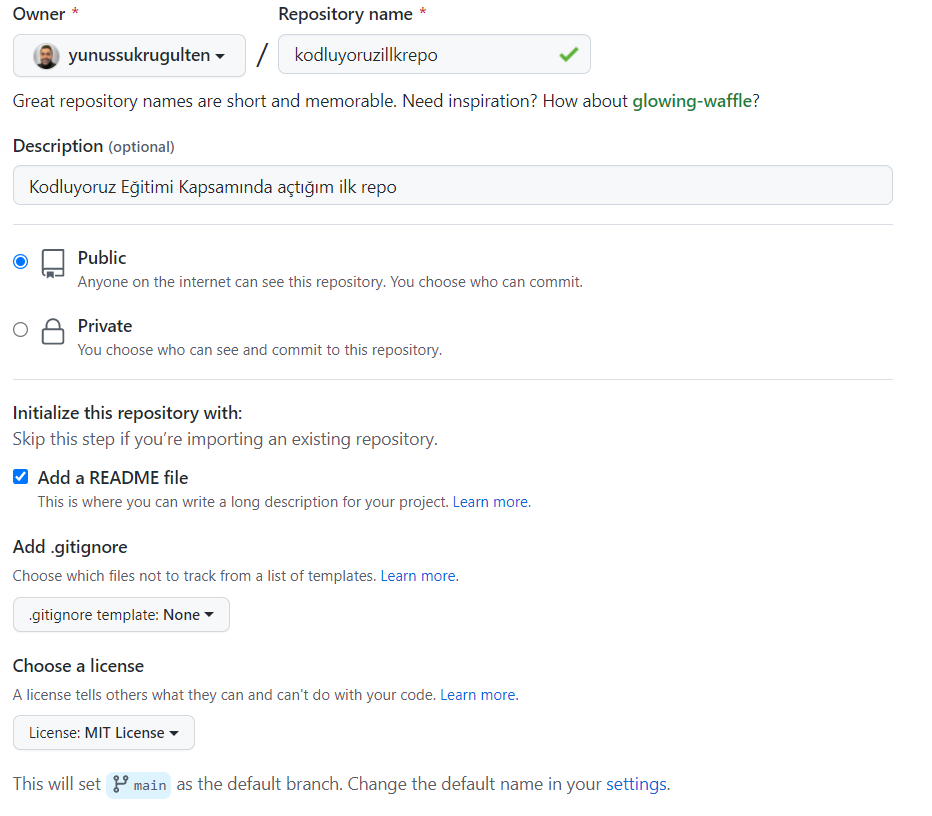 Owner *
Repository name *
yunussukrugulten / kodluyoruzillkrepo
Great repository names are short and memorable. Need inspiration? How about glowing-waffle?
Description (optional)
Kodluyoruz Eğitimi Kapsamında açtığım ilk repo
Public
Anyone on the internet can see this repository. You choose who can commit.
Private
You choose who can see and commit to this repository.
Initialize this repository with:
Skip this step if you’re importing an existing repository.
Add a README file
This is where you can write a long description for your project. Learn more.
Add .gitignore
Choose which files not to track from a list of templates. Learn more.
.gitignore template: None
Choose a license
A license tells others what they can and can't do with your code. Learn more.
License: MIT License
This will set main as the default branch. Change the default name in your settings.